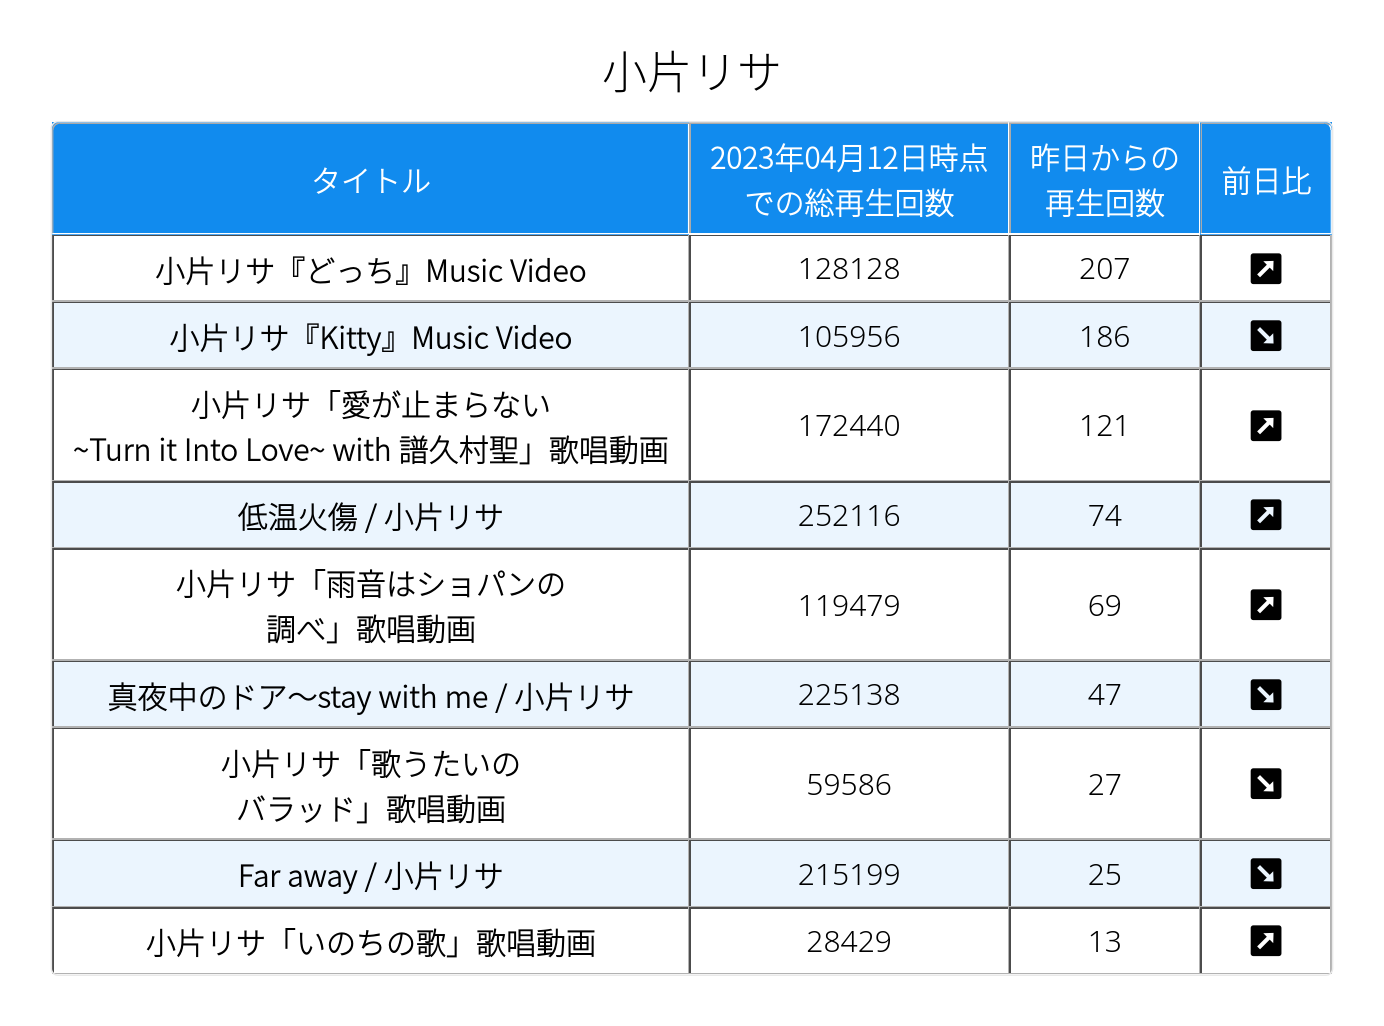 小片リサ
タイトル
2023年04月12日時点
での総再生回数
昨日からの
再生回数
前日比
小片リサ『どっち』Music Video
128128
207
小片リサ『Kitty』Music Video
105956
186
小片リサ「愛が止まらない
~Turn it Into Love~ with 譜久村聖」歌唱動画
172440
121
低温火傷 / 小片リサ
252116
74
小片リサ「雨音はショパンの
調べ」歌唱動画
119479
69
真夜中のドア〜stay with me / 小片リサ
225138
47
小片リサ「歌うたいの
バラッド」歌唱動画
59586
27
Far away / 小片リサ
215199
25
小片リサ「いのちの歌」歌唱動画
28429
13